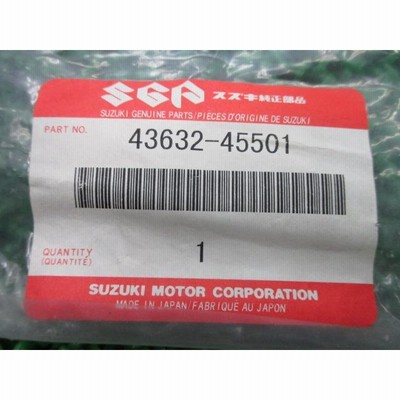 SGP スズキ純正部品
SUZUKI GENUINE PARTS/PIECES D'ORIGINE DE SUZUKI
PART NO. 43632-45501
QUANTITY
(QUANTITE) 1
SUZUKI MOTOR CORPORATION
MADE IN JAPAN/FABRIQUE AU JAPON